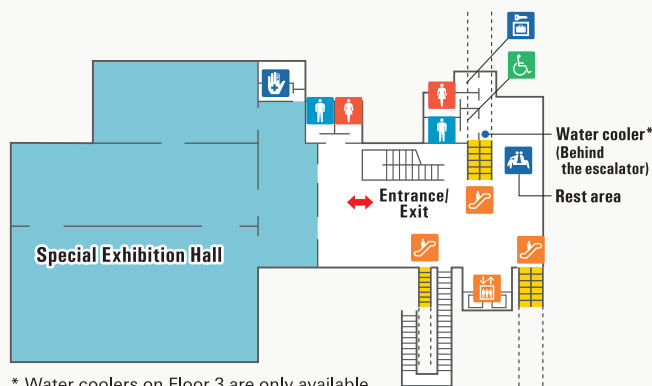 Water cooler*
(Behind
the escalator)
Rest area
Entrance/
Exit
Special Exhibition Hall
* Water coolers on Floor 3 are only available